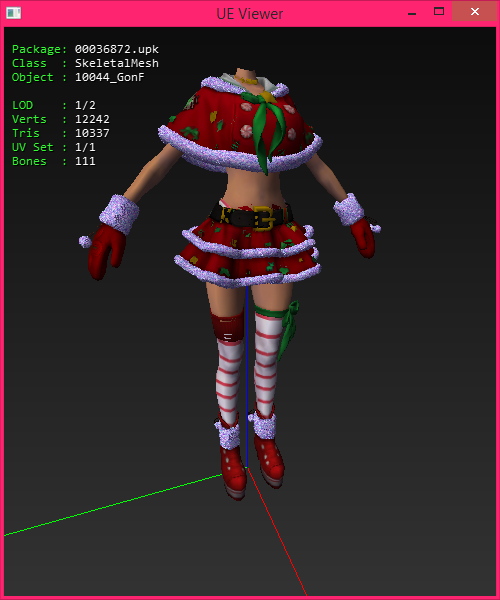 UE Viewer
Package: 00036872.upk
Class : SkeletalMesh
Object : 10044_GonF
LOD : 1/2
Verts : 12242
Tris : 10337
UV Set : 1/1
Bones : 111